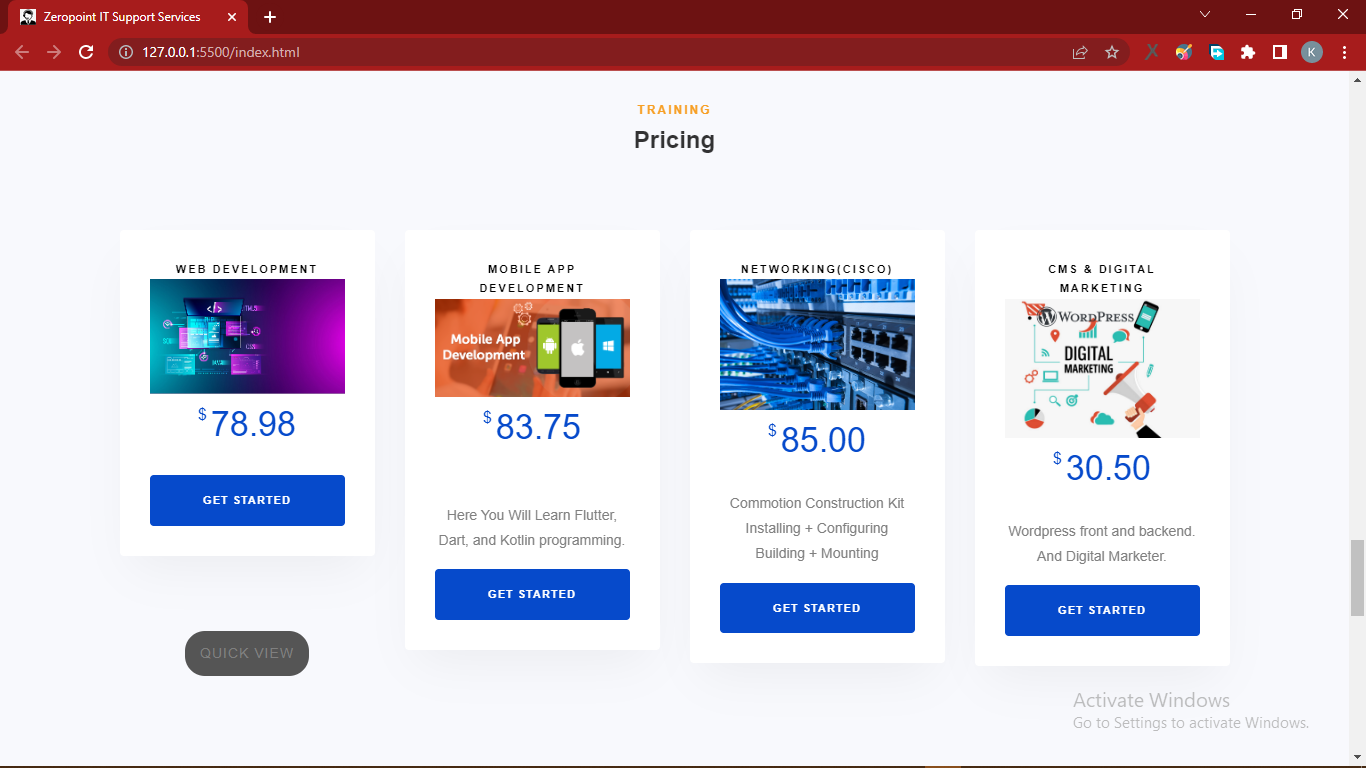 Zeropoint IT Support Services
127.0.0.1:5500/index.html
K
TRAINING
Pricing
WEB DEVELOPMENT
$78.98
GET STARTED
QUICK VIEW
MOBILE APP
DEVELOPMENT
Mobile App
Development
$83.75
Here You Will Learn Flutter,
Dart, and Kotlin programming.
GET STARTED
NETWORKING(CISCO)
$85.00
Commotion Construction Kit
Installing + Configuring
Building + Mounting
GET STARTED
CMS & DIGITAL
MARKETING
WORDPRESS
DIGITAL
MARKETING
$30.50
Wordpress front and backend.
And Digital Marketer.
GET STARTED
Activate Windows
Go to Settings to activate Windows.